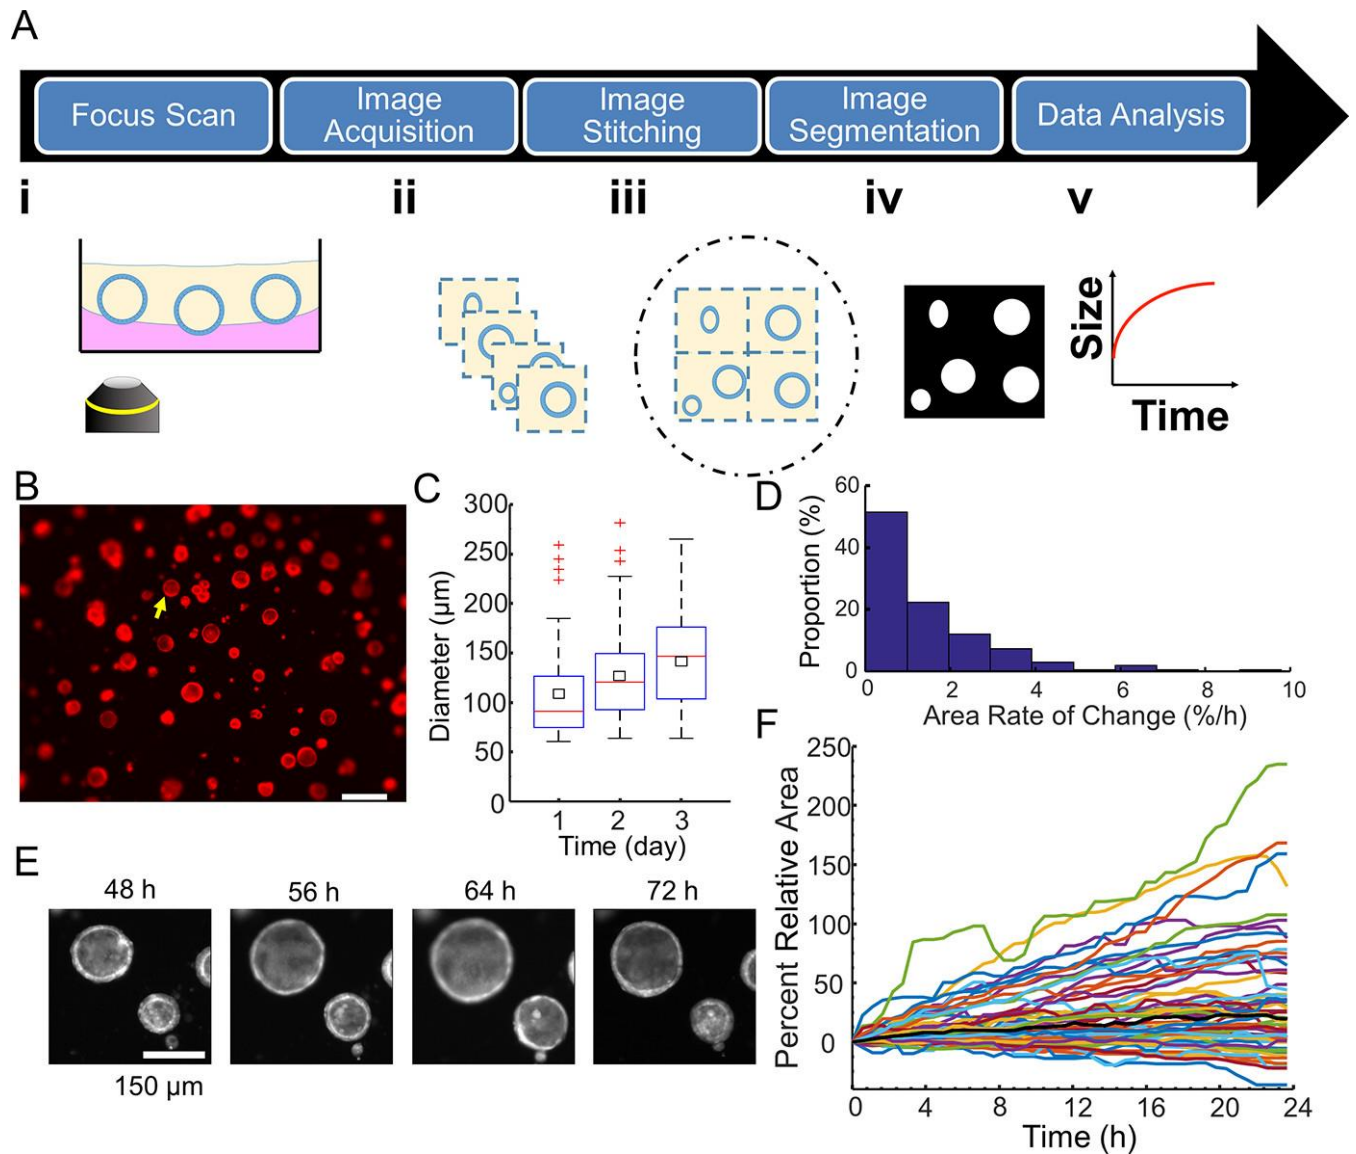 A
Focus Scan
Image
Acquisition
Image
Stitching
Image
Segmentation
Data Analysis
i
ii
iii
iv
v
Size
Time
B
C
300
250
200
150
100
50
0
Diameter (µm)
1 2 3
Time (day)
D
60
40
20
0
Proportion (%)
0 2 4 6 8 10
Area Rate of Change (%/h)
E
48 h
56 h
64 h
72 h
150 µm
F
250
200
150
100
50
0
Percent Relative Area
0 4 8 12 16 20 24
Time (h)